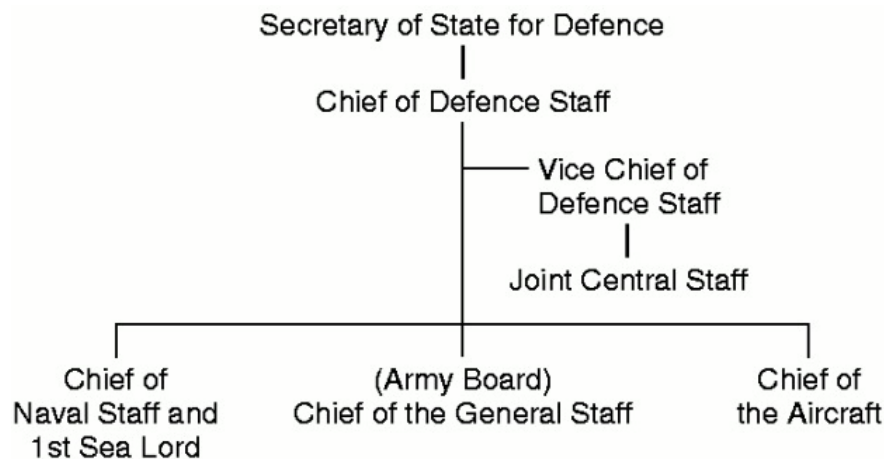 Secretary of State for Defence
Chief of Defence Staff
Vice Chief of
Defence Staff
Joint Central Staff
Chief of
Naval Staff and
1st Sea Lord
(Army Board)
Chief of the General Staff
Chief of
the Aircraft